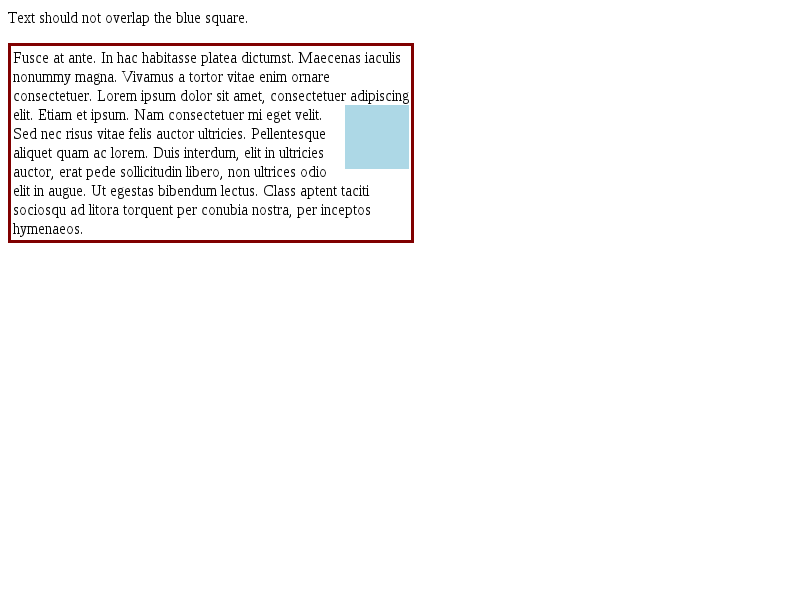 Text should not overlap the blue square.
Fusce at ante. In hac habitasse platea dictumst. Maecenas iaculis
nonummy magna. Vivamus a tortor vitae enim ornare
consectetuer. Lorem ipsum dolor sit amet, consectetuer adipiscing
elit. Etiam et ipsum. Nam consectetuer mi eget velit.
Sed nec risus vitae felis auctor ultricies. Pellentesque
aliquet quam ac lorem. Duis interdum, elit in ultricies
auctor, erat pede sollicitudin libero, non ultrices odio
elit in augue. Ut egestas bibendum lectus. Class aptent taciti
sociosqu ad litora torquent per conubia nostra, per inceptos
hymenaeos.